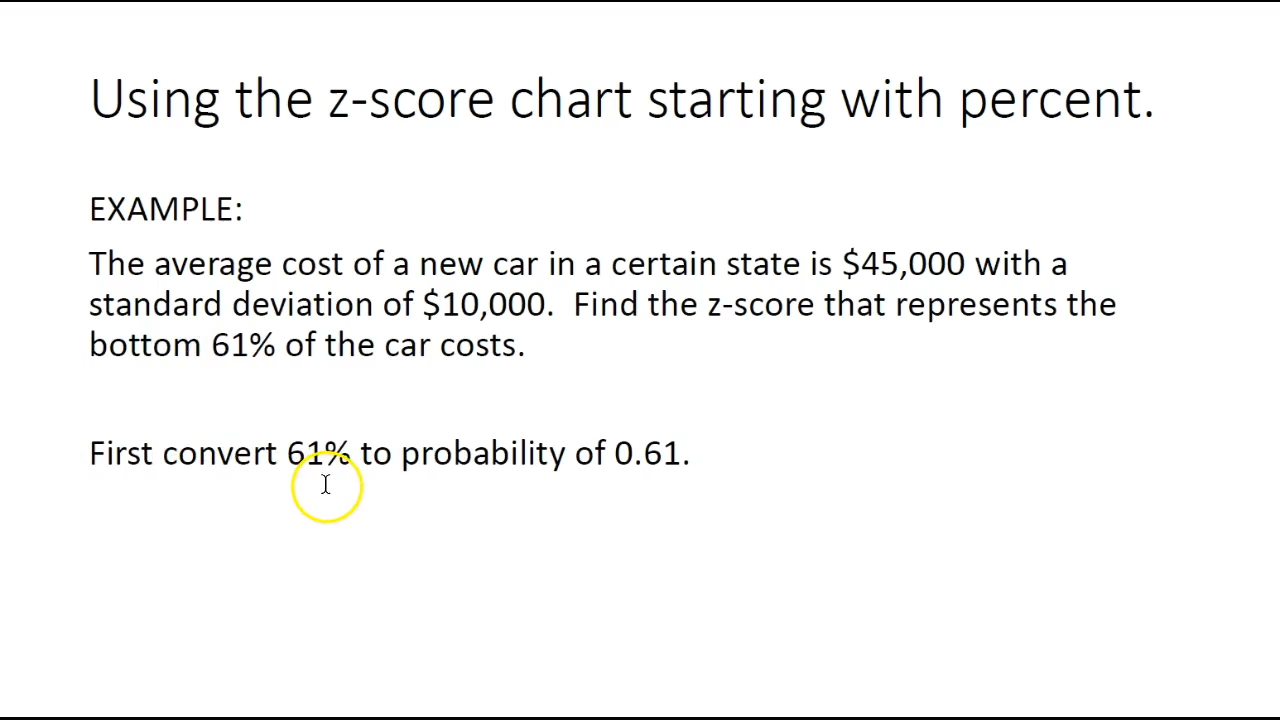 Using the z-score chart starting with percent.
EXAMPLE:
The average cost of a new car in a certain state is $45,000 with a
standard deviation of $10,000.  Find the z-score that represents the
bottom 61% of the car costs.
First convert 61% to probability of 0.61.